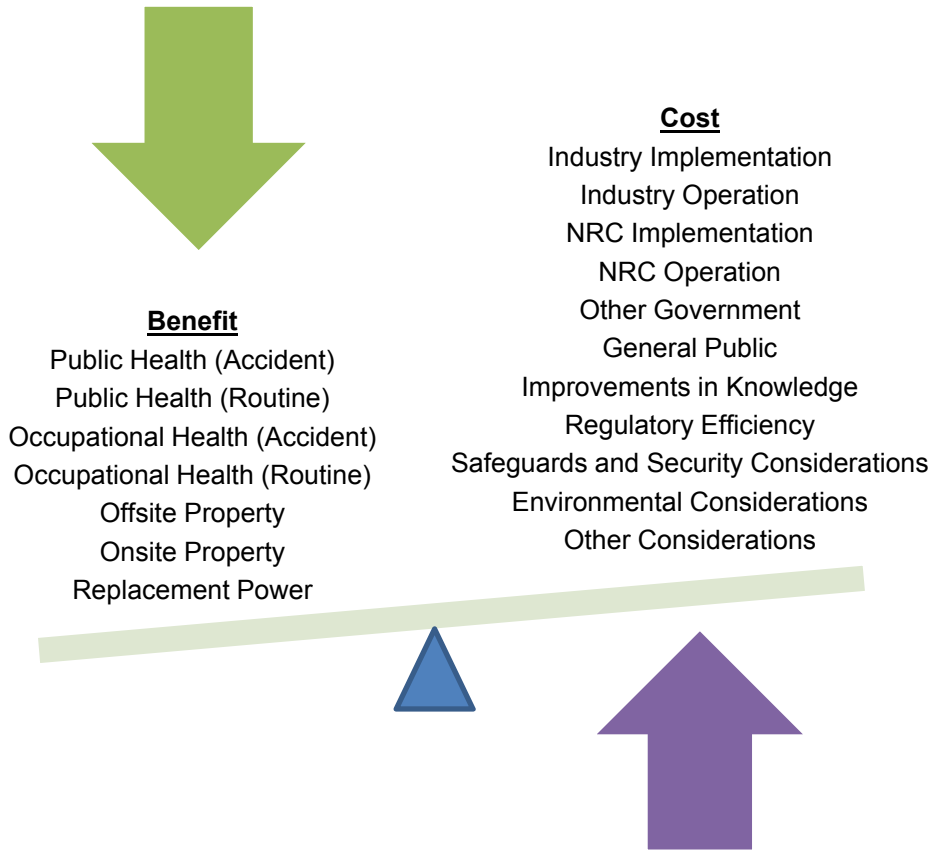 Benefit
Public Health (Accident)
Public Health (Routine)
Occupational Health (Accident)
Occupational Health (Routine)
Offsite Property
Onsite Property
Replacement Power
Cost
Industry Implementation
Industry Operation
NRC Implementation
NRC Operation
Other Government
General Public
Improvements in Knowledge
Regulatory Efficiency
Safeguards and Security Considerations
Environmental Considerations
Other Considerations